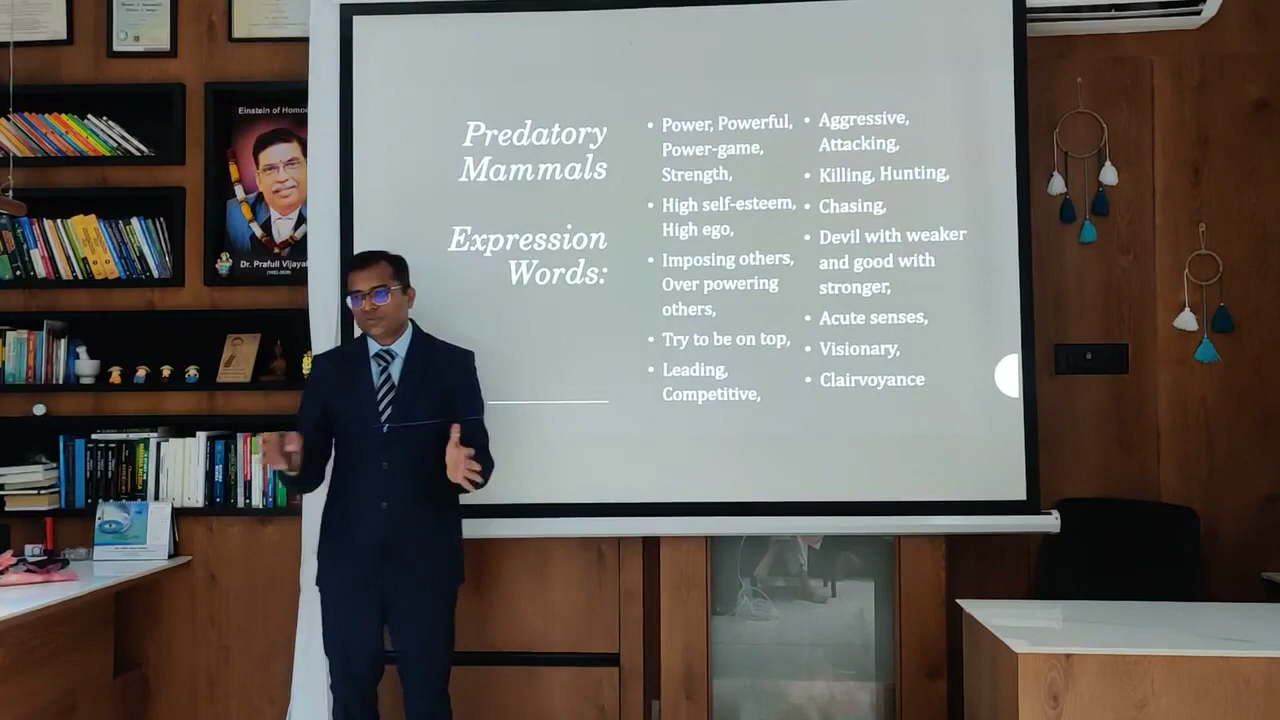 Einstein of Homoe
Dr. Prafull Vijayal
Predatory
Mammals
Expression
Words:
• Power, Powerful,
Power-game,
Strength,
• High self-esteem,
High ego,
• Imposing others,
Over powering
others,
• Try to be on top,
• Leading,
Competitive,
• Aggressive,
Attacking,
• Killing, Hunting,
• Chasing,
• Devil with weaker
and good with
stronger,
• Acute senses,
• Visionary,
• Clairvoyance